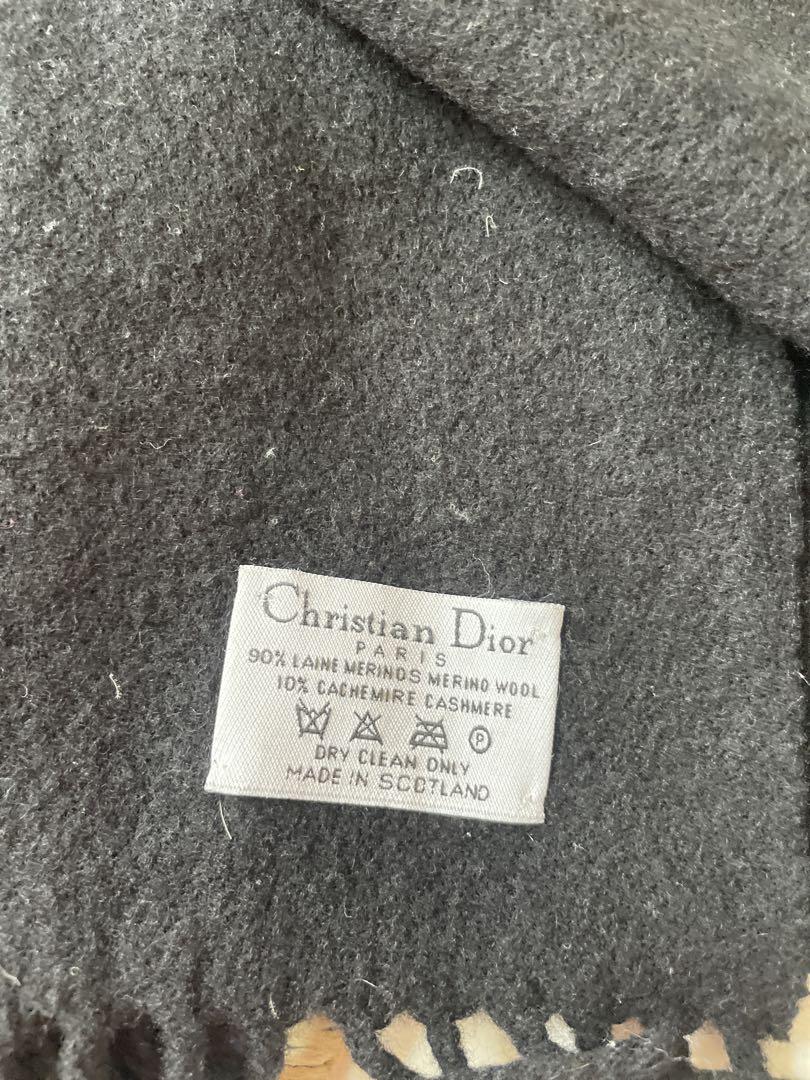 Christian Dior
PARIS
90% LAINE MERINOS MERINO WOOL
10% CACHEMIRE CASHMERE
P
DRY CLEAN ONLY
MADE IN SCOTLAND